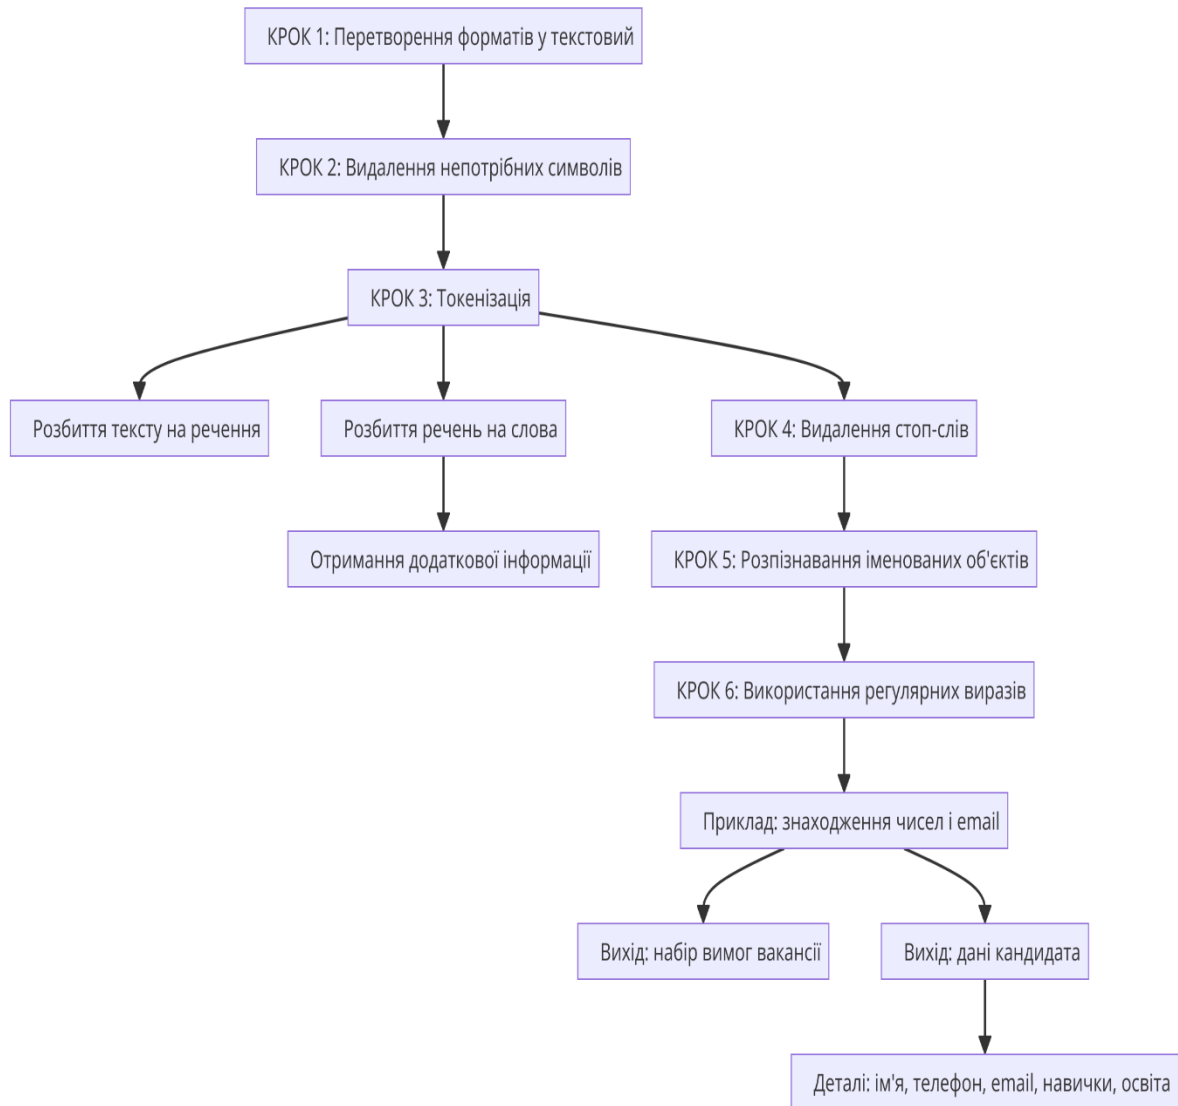 КРОК 1: Перетворення форматів у текстовий
КРОК 2: Видалення непотрібних символів
КРОК 3: Токенізація
Розбиття тексту на речення
Розбиття речень на слова
КРОК 4: Видалення стоп-слів
Отримання додаткової інформації
КРОК 5: Розпізнавання іменованих об'єктів
КРОК 6: Використання регулярних виразів
Приклад: знаходження чисел і email
Вихід: набір вимог вакансії
Вихід: дані кандидата
Деталі: ім'я, телефон, email, навички, освіта